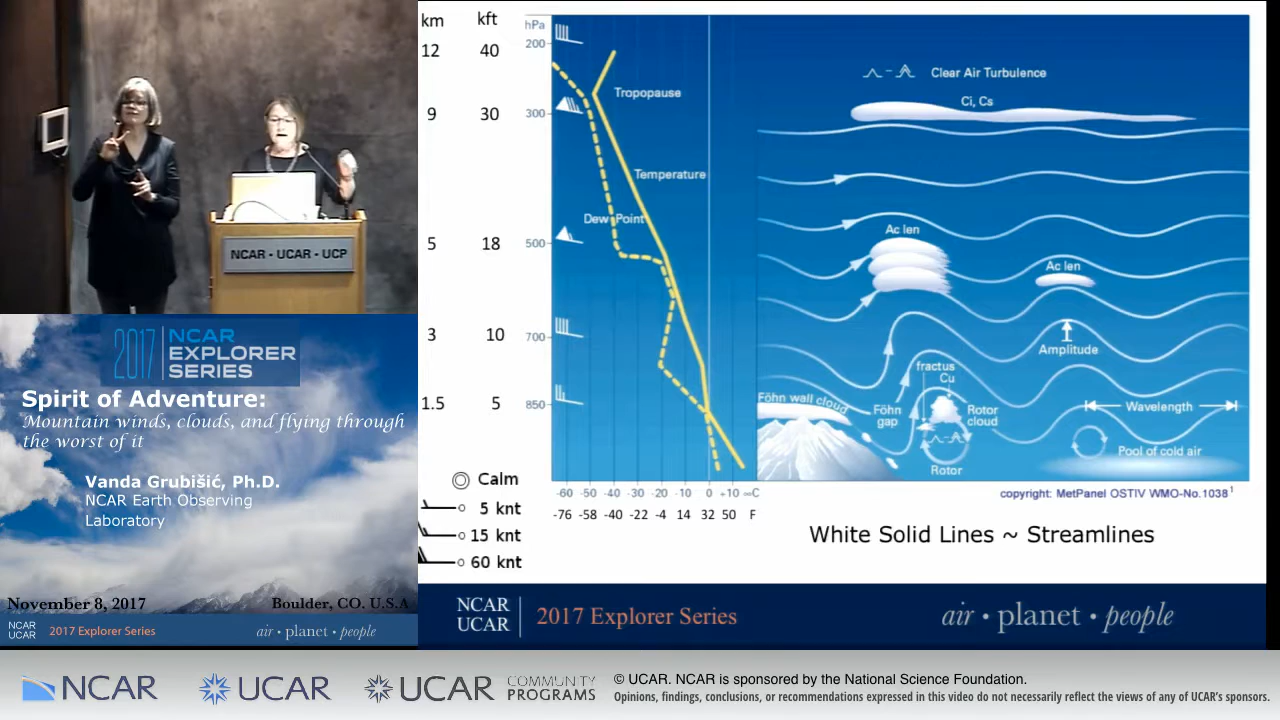 NCAR • UCAR • UCP
2017 NCAR
EXPLORER
SERIES
Spirit of Adventure:
Mountain winds, clouds, and flying through
the worst of it
Vanda Grubišić, Ph.D.
NCAR Earth Observing
Laboratory
November 8, 2017
Boulder, CO. U.S.A
NCAR
UCAR
2017 Explorer Series
air • planet • people
km
kft
hPa
12
40
200
9
30
300
5
18
500
3
10
700
1.5
5
850
Tropopause
Temperature
Dew Point
-60 -50 -40 -30 -20 -10 0 +10 ∞C
-76 -58 -40 -22 -4 14 32 50 F
Calm
5 knt
15 knt
60 knt
Clear Air Turbulence
Ci, Cs
Ac len
Ac len
Amplitude
fractus
Cu
Föhn wall cloud
Föhn
gap
Rotor
cloud
Wavelength
Rotor
Pool of cold air
copyright: MetPanel OSTIV WMO-No.1038¹
White Solid Lines ~ Streamlines
NCAR
UCAR
2017 Explorer Series
air • planet • people
NCAR
UCAR
UCAR COMMUNITY
PROGRAMS
© UCAR. NCAR is sponsored by the National Science Foundation.
Opinions, findings, conclusions, or recommendations expressed in this video do not necessarily reflect the views of any of UCAR's sponsors.